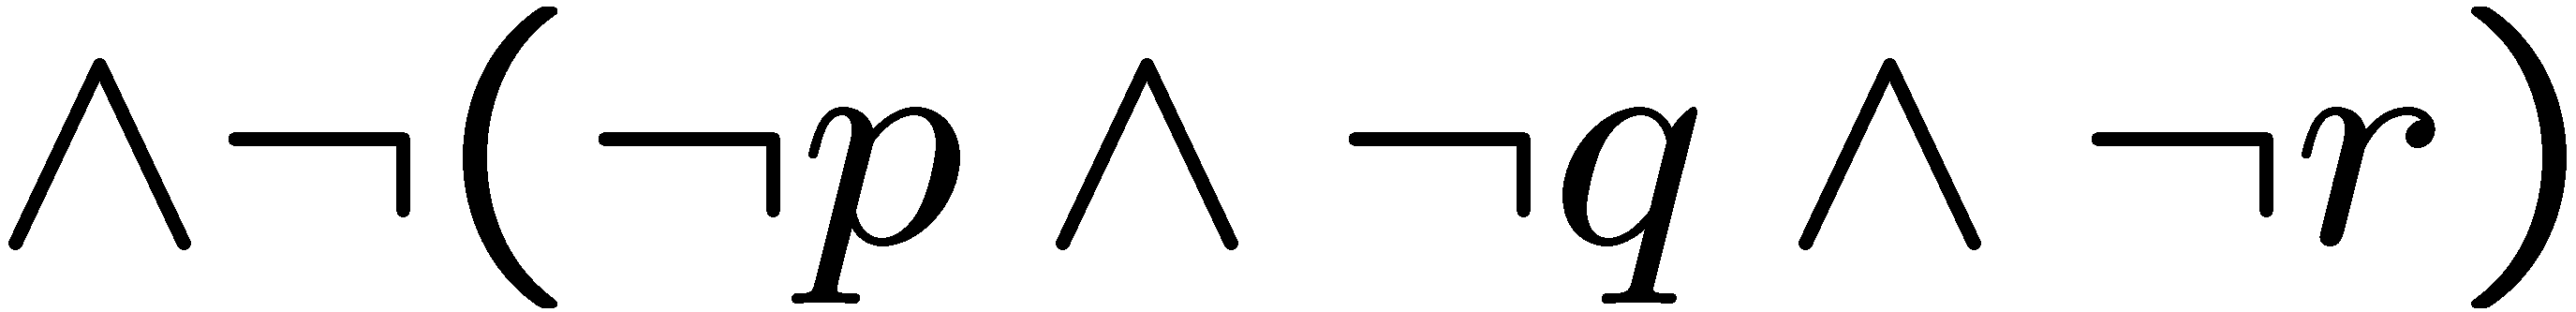 ∧ ¬(¬p ∧ ¬q ∧ ¬r)